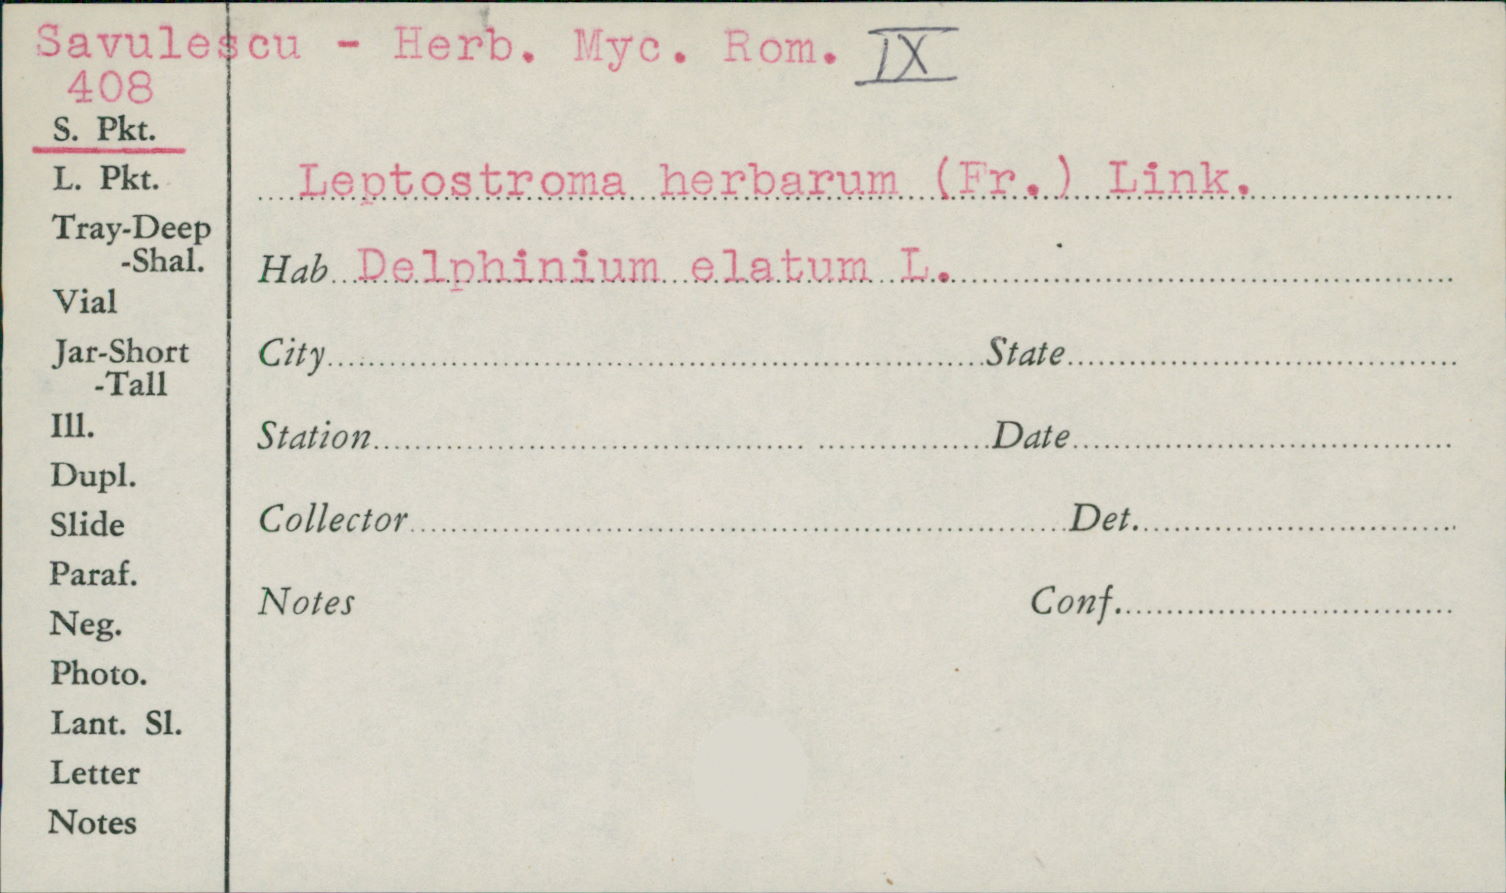 Savulescu - Herb. Myc. Rom. IX
408
S. Pkt.
L. Pkt.
Tray-Deep
-Shal.
Vial
Jar-Short
-Tall
Ill.
Dupl.
Slide
Paraf.
Neg.
Photo.
Lant. Sl.
Letter
Notes
Leptostroma herbarum (Fr.) Link.
Hab Delphinium elatum L.
City State
Station Date
Collector Det.
Notes Conf.